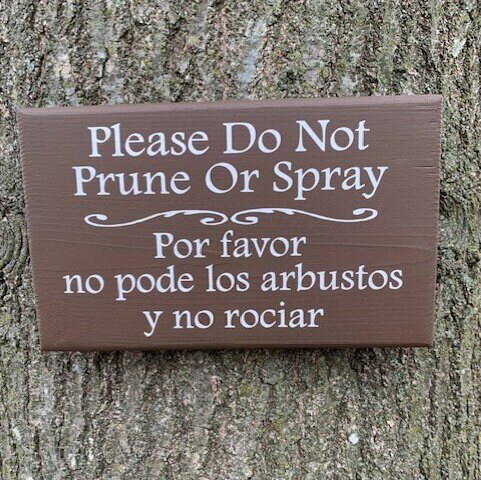 Please Do Not
Prune Or Spray
Por favor
no pode los arbustos
y no rociar